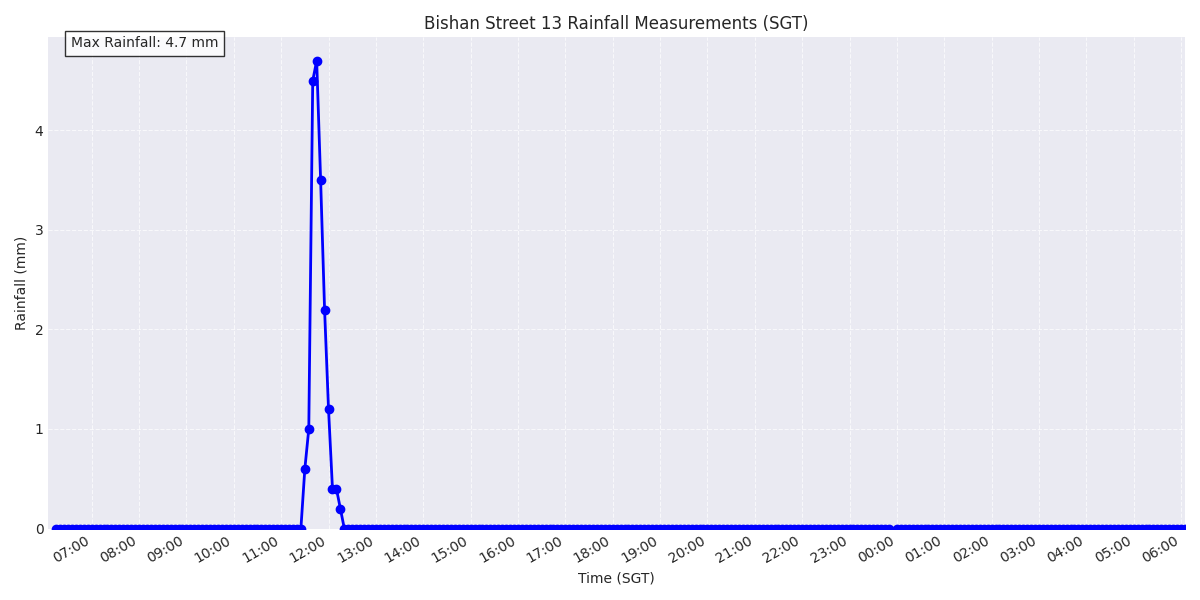 Bishan Street 13 Rainfall Measurements (SGT)
Max Rainfall: 4.7 mm
Rainfall (mm)
4
3
2
1
0
07:00 08:00 09:00 10:00 11:00 12:00 13:00 14:00 15:00 16:00 17:00 18:00 19:00 20:00 21:00 22:00 23:00 00:00 01:00 02:00 03:00 04:00 05:00 06:00
Time (SGT)